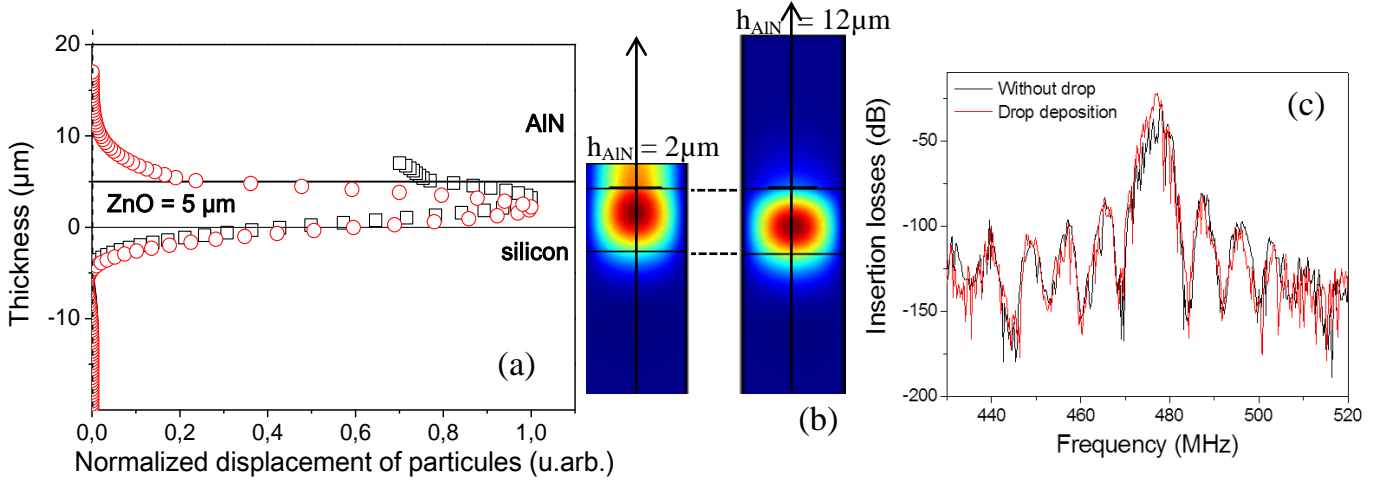 20
10
0
-10
Thickness (µm)
AlN
ZnO = 5 µm
silicon
(a)
0,0
0,2
0,4
0,6
0,8
1,0
Normalized displacement of particules (u.arb.)
hAlN = 2µm
hAlN = 12µm
(b)
Without drop
Drop deposition
(c)
-50
-100
-150
-200
Insertion losses (dB)
440
460
480
500
520
Frequency (MHz)